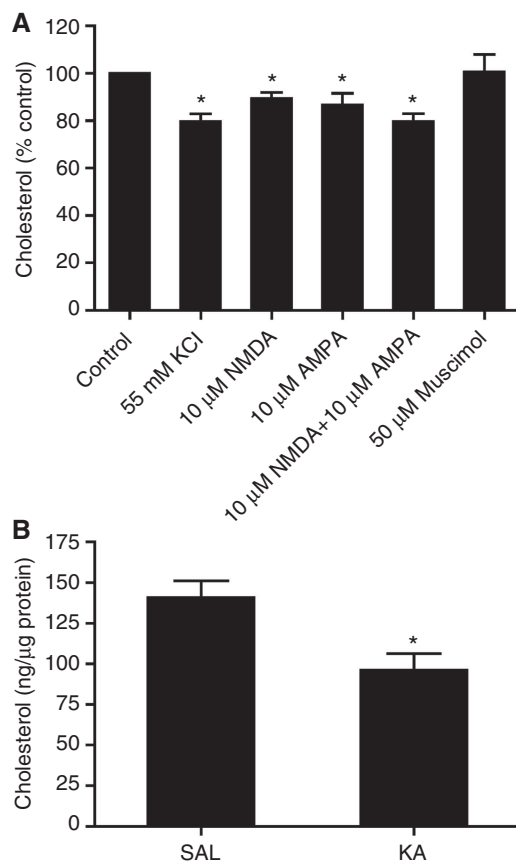 A
120
100
80
60
40
20
0
Cholesterol (% control)
* * * *
Control
55 mM KCl
10 μM NMDA
10 μM AMPA
10 μM NMDA+10 μM AMPA
50 μM Muscimol
B
175
150
125
100
75
50
25
0
Cholesterol (ng/μg protein)
*
SAL KA